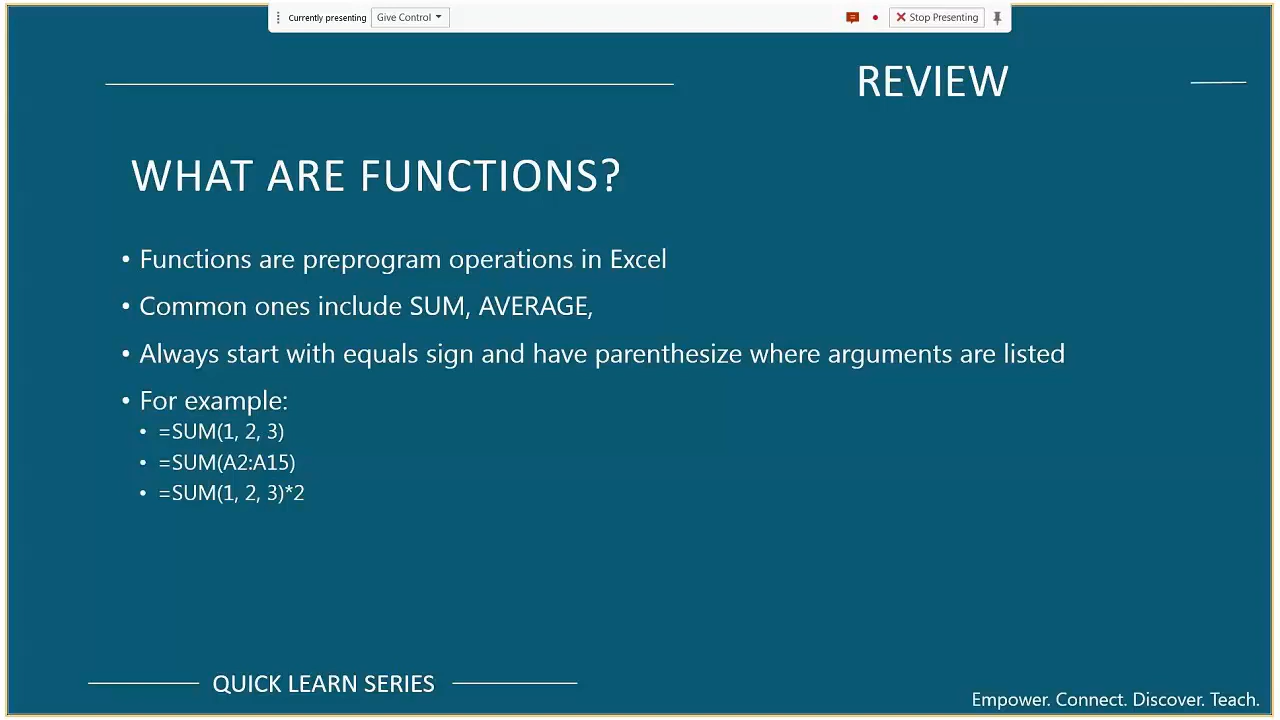 Currently presenting Give Control Stop Presenting
REVIEW
WHAT ARE FUNCTIONS?
• Functions are preprogram operations in Excel
• Common ones include SUM, AVERAGE,
• Always start with equals sign and have parenthesize where arguments are listed
• For example:
• =SUM(1, 2, 3)
• =SUM(A2:A15)
• =SUM(1, 2, 3)*2
QUICK LEARN SERIES
Empower. Connect. Discover. Teach.